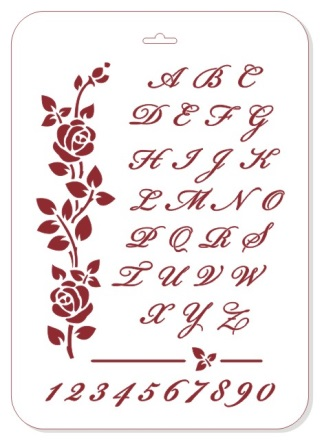 A B C
D E F G
H I J K
L M N O
P Q R S
T U V W
X Y Z
1 2 3 4 5 6 7 8 9 0